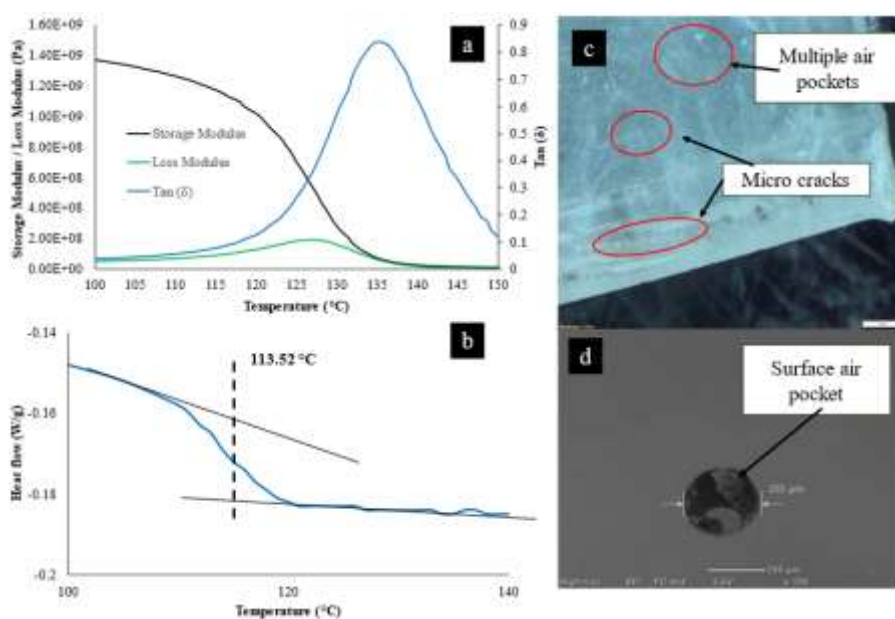 a
1.60E+09
1.40E+09
1.20E+09
1.00E+09
8.00E+08
6.00E+08
4.00E+08
2.00E+08
0.00E+00
Storage Modulus / Loss Modulus (Pa)
Storage Modulus
Loss Modulus
Tan (δ)
0.9
0.8
0.7
0.6
0.5
0.4
0.3
0.2
0.1
0
Tan (δ)
100 105 110 115 120 125 130 135 140 145 150
Temperature (°C)
b
113.52 °C
-0.14
-0.16
-0.18
-0.2
Heat flow (W/g)
100 120 140
Temperature (°C)
c
Multiple air
pockets
Micro cracks
d
Surface air
pocket